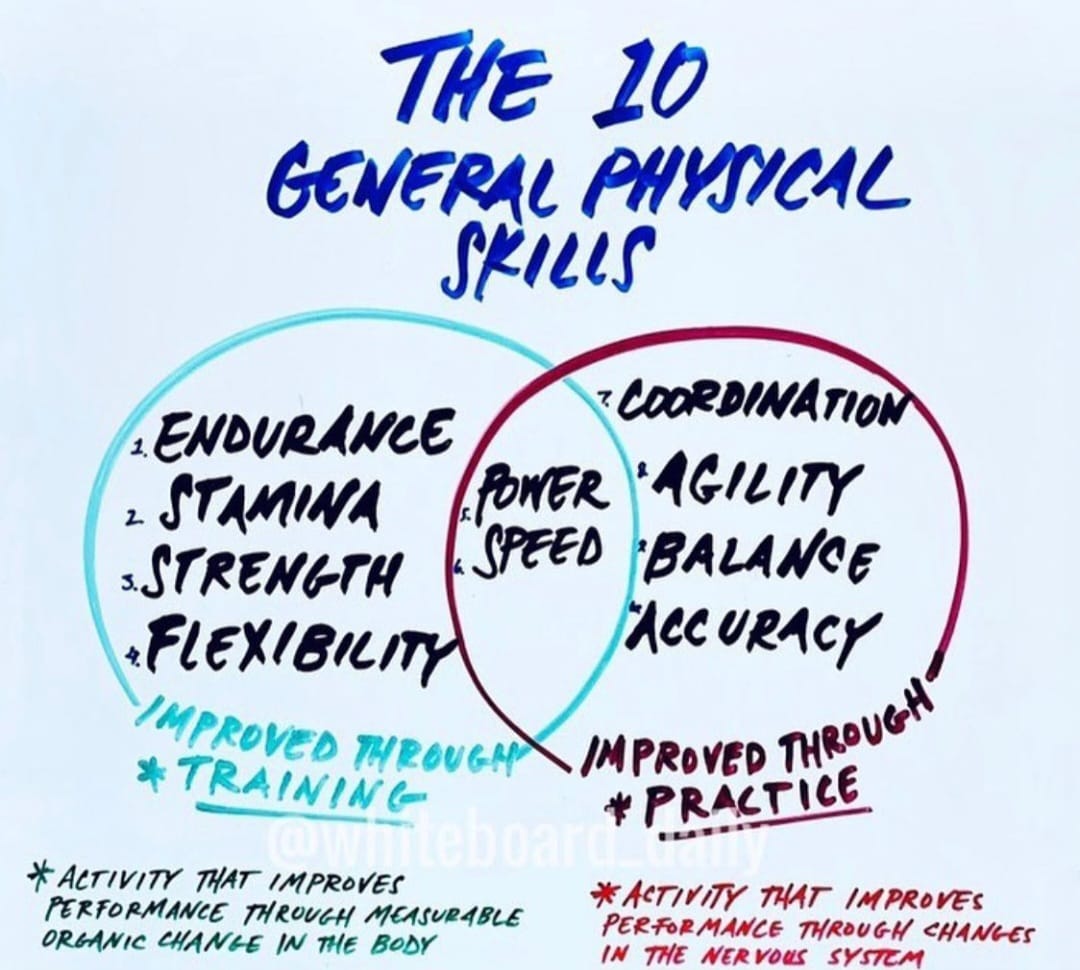 THE 10
GENERAL PHYSICAL
SKILLS
1. ENDURANCE
2. STAMINA
3. STRENGTH
4. FLEXIBILITY
5. POWER
6. SPEED
7. COORDINATION
8. AGILITY
9. BALANCE
10. ACCURACY
IMPROVED THROUGH
* TRAINING
IMPROVED THROUGH
* PRACTICE
@whiteboard_daily
* ACTIVITY THAT IMPROVES
PERFORMANCE THROUGH MEASURABLE
ORGANIC CHANGE IN THE BODY
* ACTIVITY THAT IMPROVES
PERFORMANCE THROUGH CHANGES
IN THE NERVOUS SYSTEM